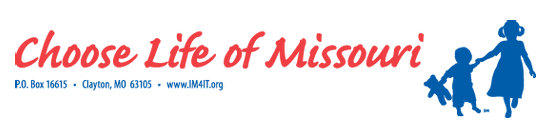 Choose Life of Missouri
P.O. Box 16615 • Clayton, MO 63105 • www.IM4IT.org